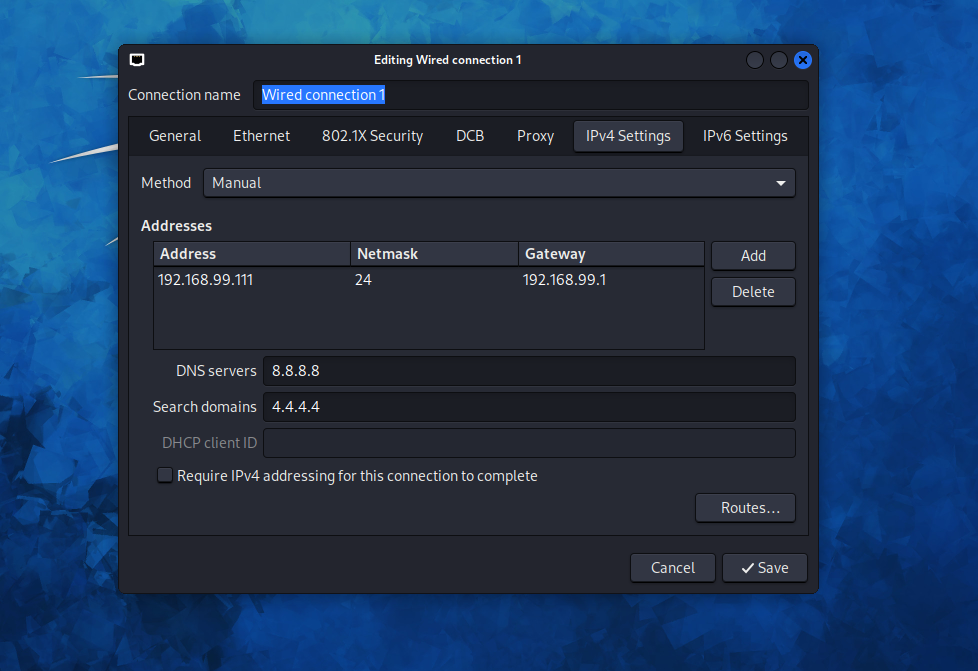 Editing Wired connection 1
Connection name Wired connection 1
General Ethernet 802.1X Security DCB Proxy IPv4 Settings IPv6 Settings
Method Manual
Addresses
Address Netmask Gateway Add
192.168.99.111 24 192.168.99.1
Delete
DNS servers 8.8.8.8
Search domains 4.4.4.4
DHCP client ID
Require IPv4 addressing for this connection to complete
Routes…
Cancel Save